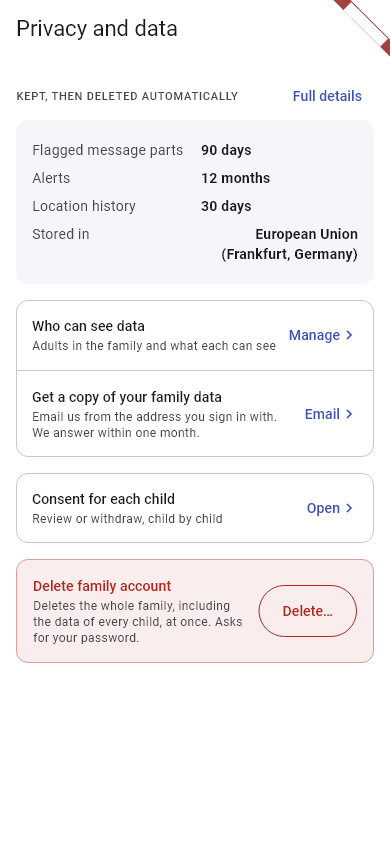 Privacy and data
KEPT, THEN DELETED AUTOMATICALLY
Full details
Flagged message parts 90 days
Alerts 12 months
Location history 30 days
Stored in European Union
(Frankfurt, Germany)
Who can see data
Adults in the family and what each can see
Manage
Get a copy of your family data
Email us from the address you sign in with.
We answer within one month.
Email
Consent for each child
Review or withdraw, child by child
Open
Delete family account
Deletes the whole family, including
the data of every child, at once. Asks
for your password.
Delete...